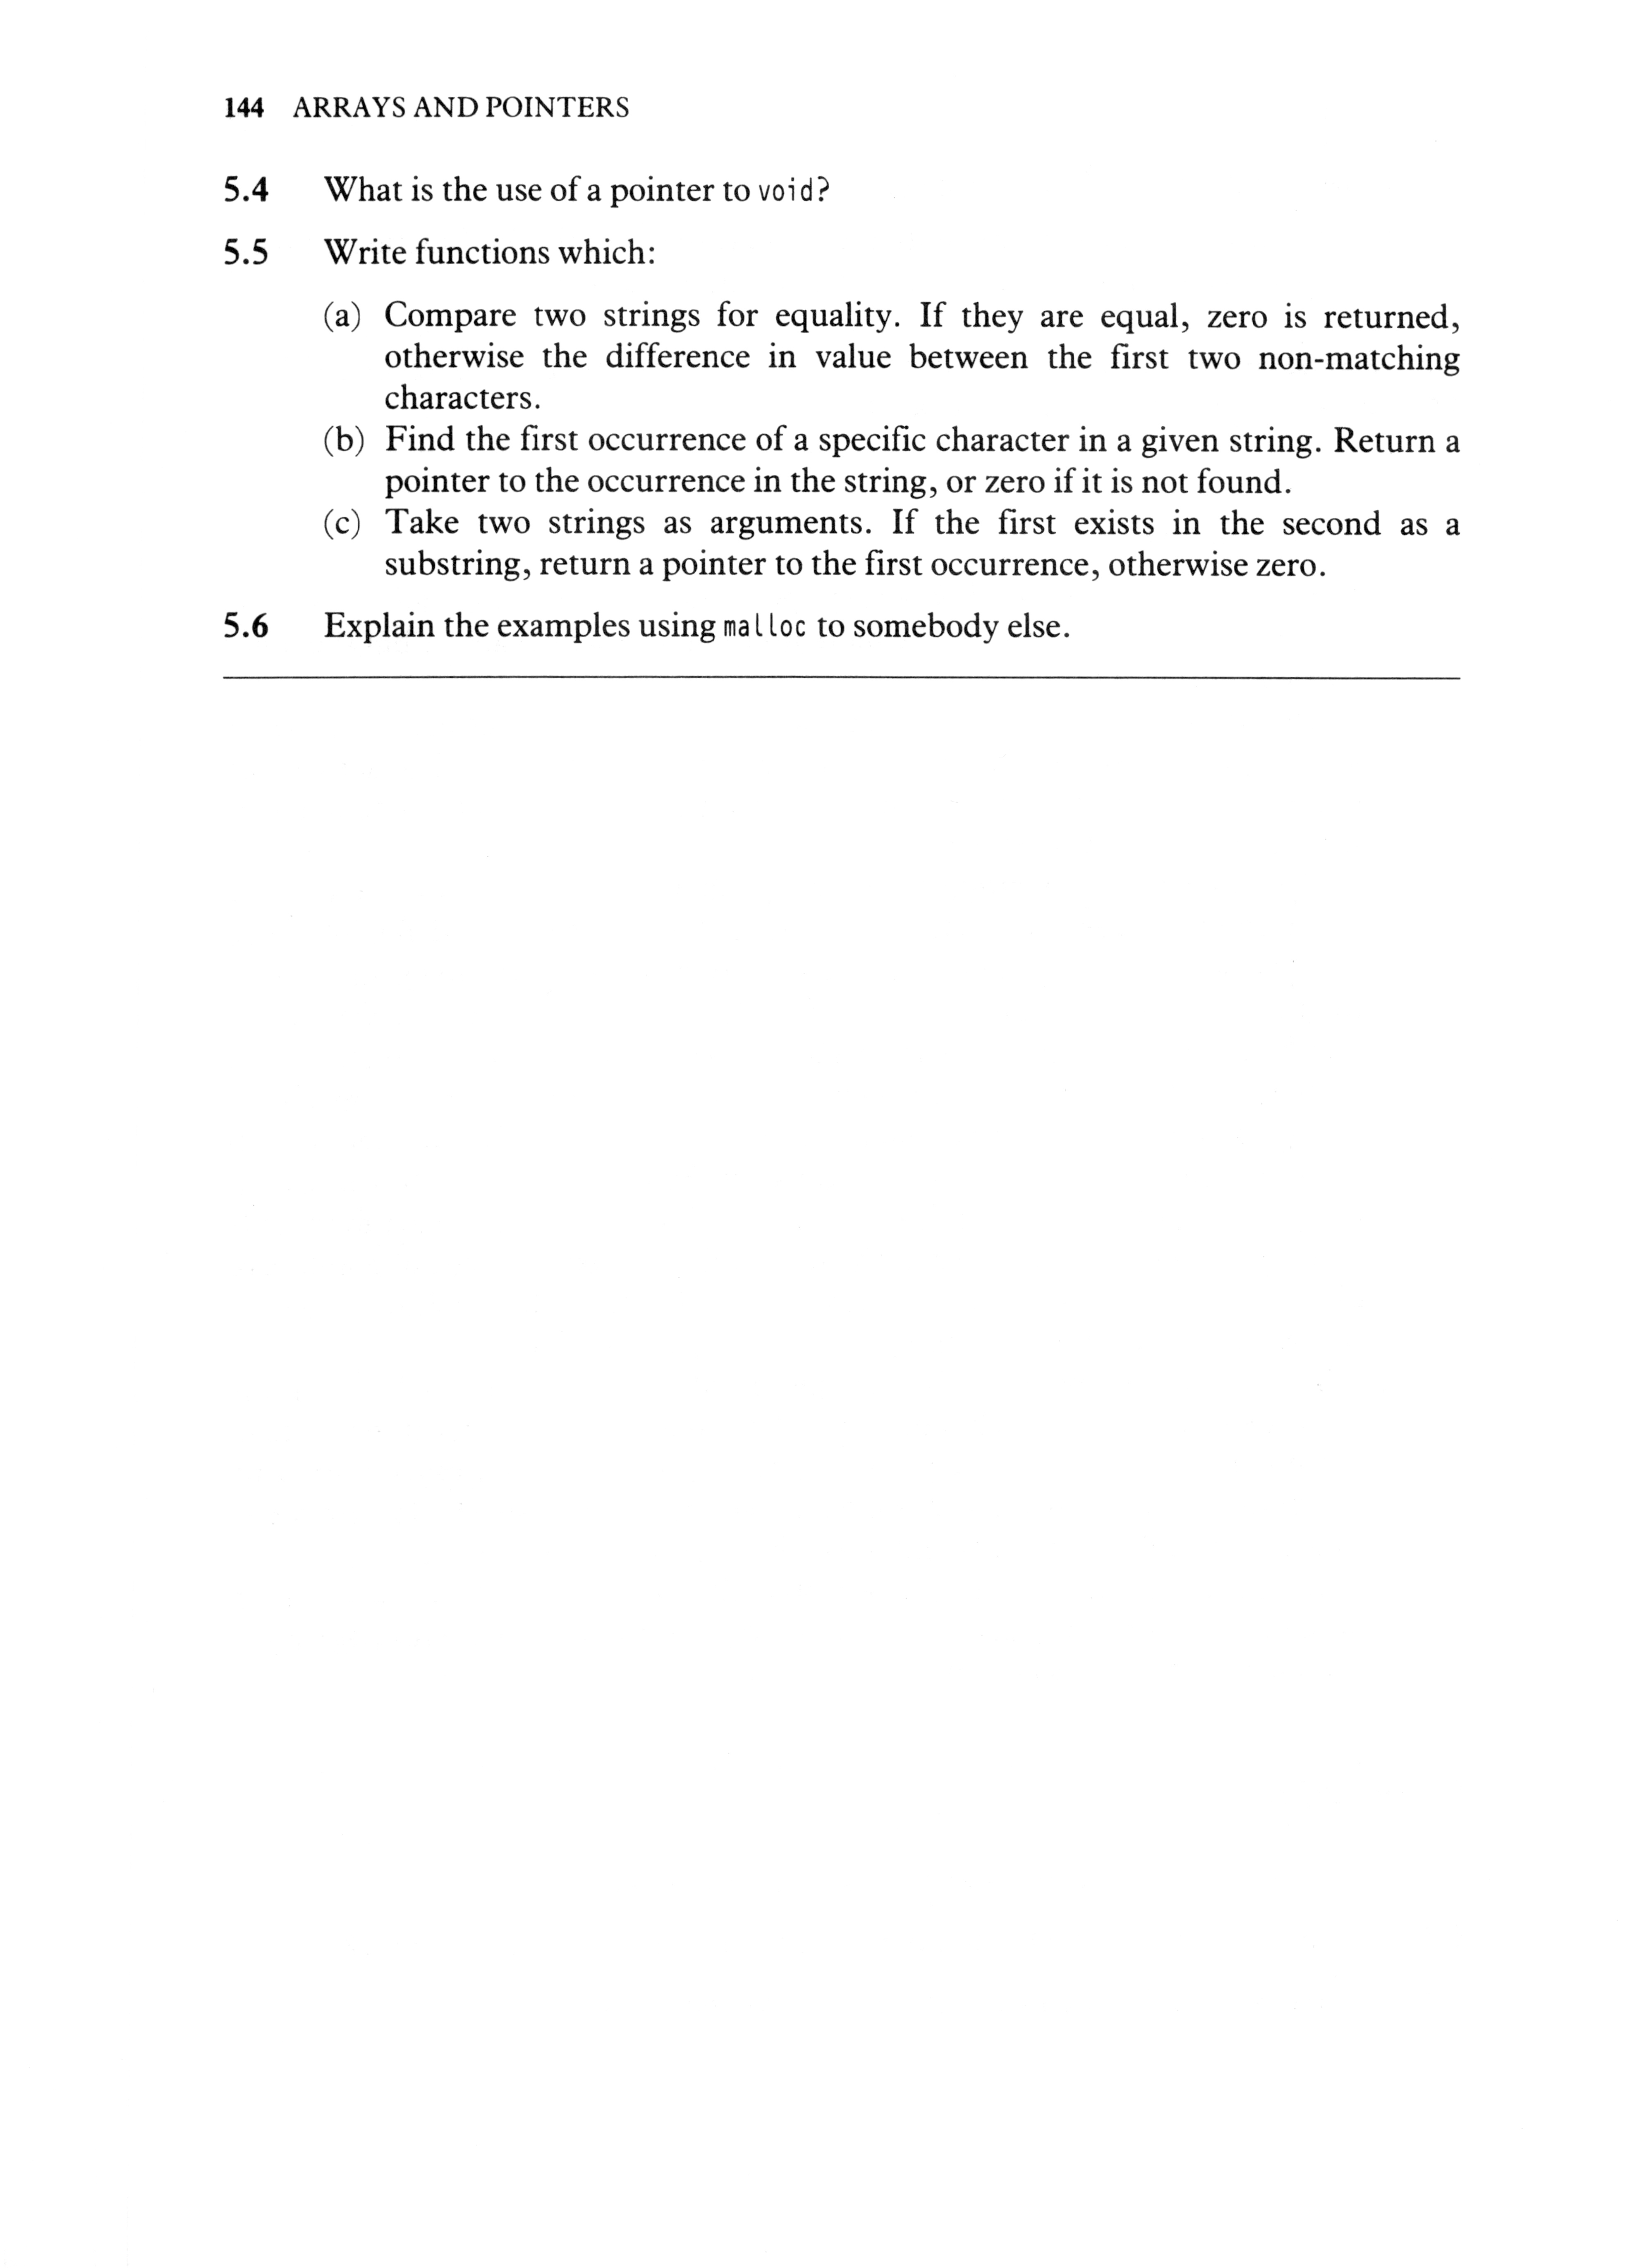 144 ARRAYS AND POINTERS
5.4 What is the use of a pointer to void?
5.5 Write functions which:
(a) Compare two strings for equality. If they are equal, zero is returned,
otherwise the difference in value between the first two non-matching
characters.
(b) Find the first occurrence of a specific character in a given string. Return a
pointer to the occurrence in the string, or zero if it is not found.
(c) Take two strings as arguments. If the first exists in the second as a
substring, return a pointer to the first occurrence, otherwise zero.
5.6 Explain the examples using malloc to somebody else.